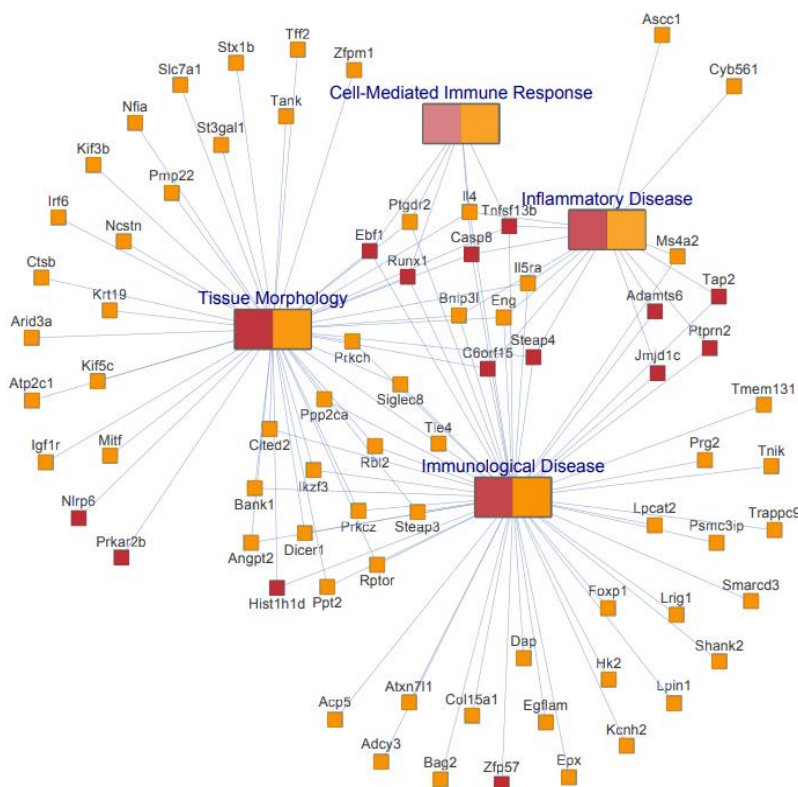 Ascc1
Tff2
Stx1b
Zfpm1
Slc7a1
Cyb561
Cell-Mediated Immune Response
Nfia
Tank
St3gal1
Kif3b
Pmp22
Irf6
Ptgdr2
Il4
Tnfsf13b
Inflammatory Disease
Ncstn
Ebf1
Casp8
Ms4a2
Ctsb
Runx1
Il5ra
Tap2
Krt19
Tissue Morphology
Bnip3l
Eng
Adamts6
Arid3a
Prkch
C6orf15
Steap4
Ptprn2
Jmjd1c
Kif5c
Atp2c1
Siglec8
Tmem131
Ppp2ca
Igf1r
Mitf
Cited2
Rbl2
Tle4
Prg2
Tnik
Immunological Disease
Nlrp6
Ikzf3
Bank1
Prkcz
Steap3
Lpcat2
Psmc3ip
Trappc9
Prkar2b
Angpt2
Dicer1
Rptor
Hist1h1d
Ppt2
Foxp1
Lrig1
Smarcd3
Dap
Shank2
Acp5
Atxn7l1
Col15a1
Egflam
Hk2
Lpin1
Adcy3
Kcnh2
Bag2
Zfp57
Epx